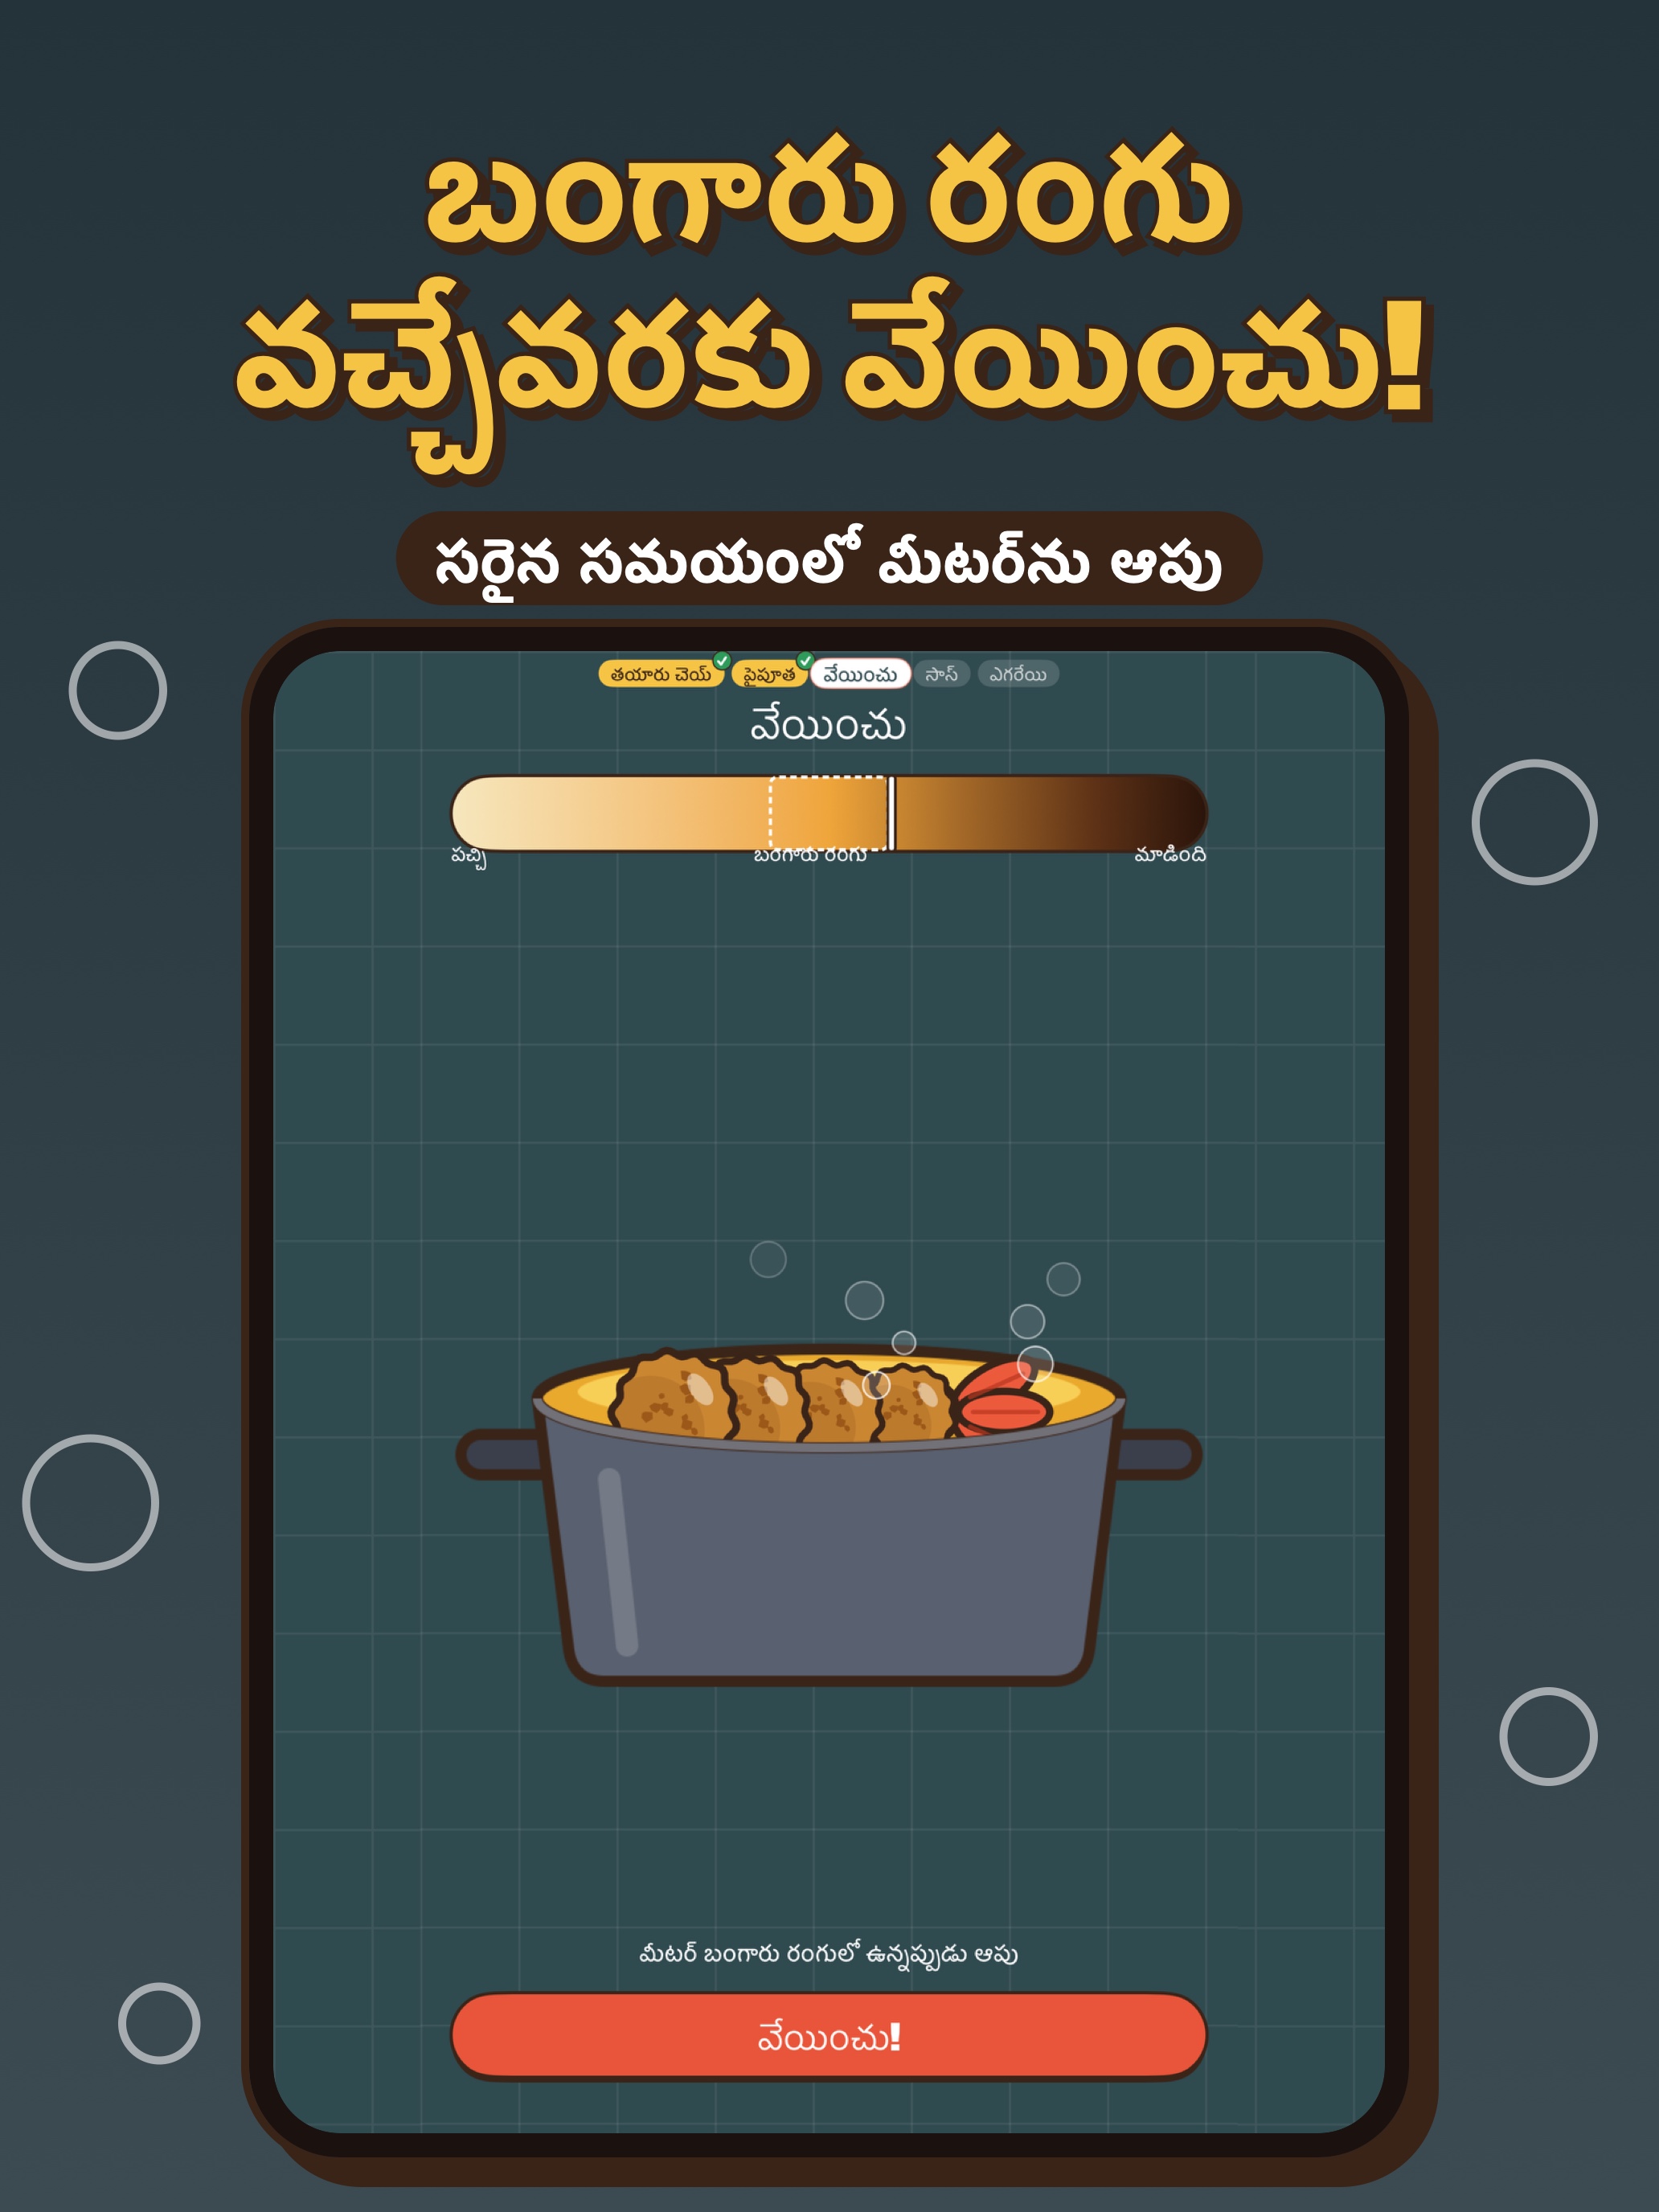 బంగారు రంగు
వచ్చేవరకు వేయించు!
సరైన సమయంలో మీటర్‌ను ఆపు
తయారు చెయ్ పైపూత వేయించు సాస్ ఎగరేయి
వేయించు
పచ్చి బంగారు రంగు మాడింది
మీటర్ బంగారు రంగులో ఉన్నప్పుడు ఆపు
వేయించు!